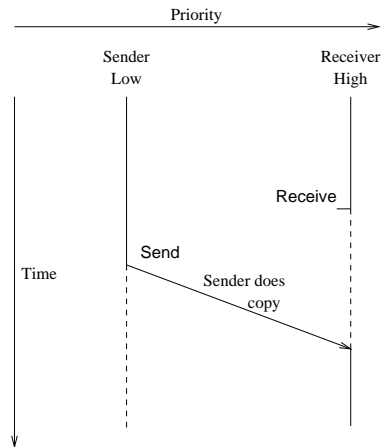 Priority
Sender
Low
Receiver
High
Receive
Send
Time
Sender does
copy